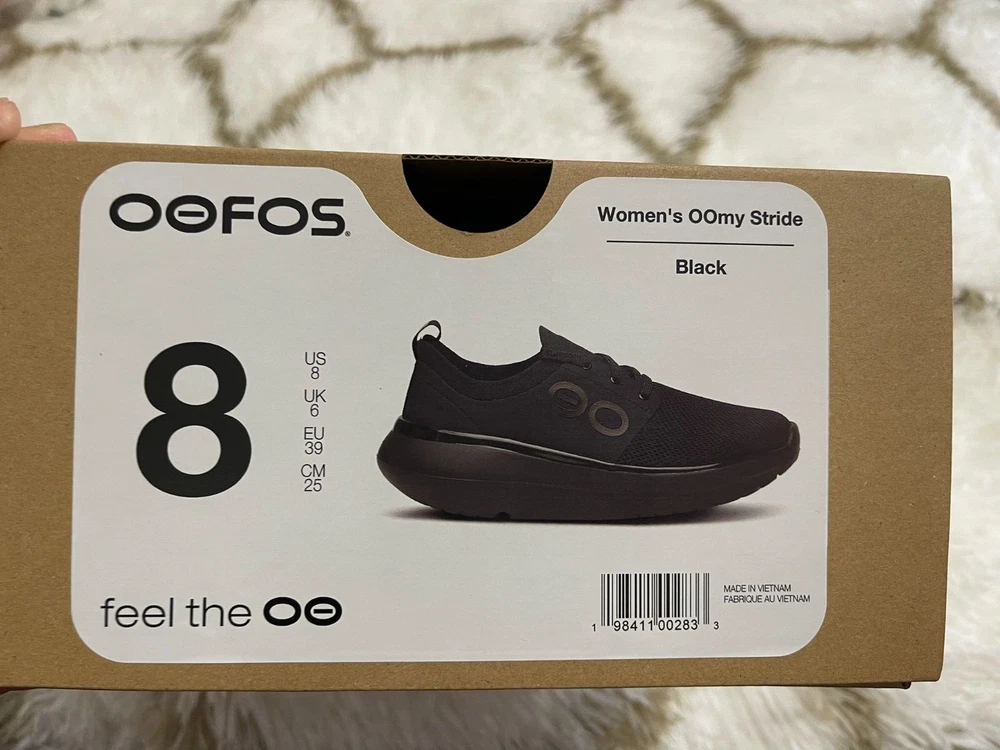 OOFOS®
Women's OOmy Stride
Black
8
US
8
UK
6
EU
39
CM
25
OO
feel the OO
1 98411 00283 3
MADE IN VIETNAM
FABRIQUE AU VIETNAM